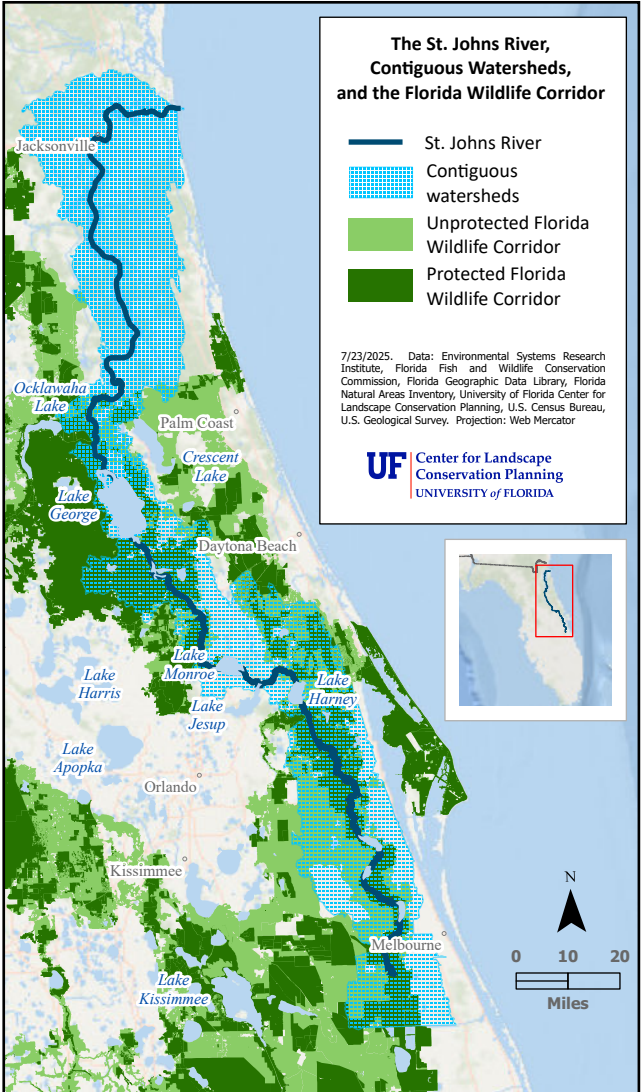 The St. Johns River,
Contiguous Watersheds,
and the Florida Wildlife Corridor
St. Johns River
Contiguous
watersheds
Unprotected Florida
Wildlife Corridor
Protected Florida
Wildlife Corridor
7/23/2025. Data: Environmental Systems Research
Institute, Florida Fish and Wildlife Conservation
Commission, Florida Geographic Data Library, Florida
Natural Areas Inventory, University of Florida Center for
Landscape Conservation Planning, U.S. Census Bureau,
U.S. Geological Survey. Projection: Web Mercator
UF Center for Landscape
Conservation Planning
UNIVERSITY of FLORIDA
Jacksonville
Ocklawaha
Lake
Palm Coast
Crescent
Lake
Lake
George
Daytona Beach
Lake
Monroe
Lake
Harris
Lake
Jesup
Lake
Harney
Lake
Apopka
Orlando
Kissimmee
Melbourne
Lake
Kissimmee
N
0 10 20
Miles